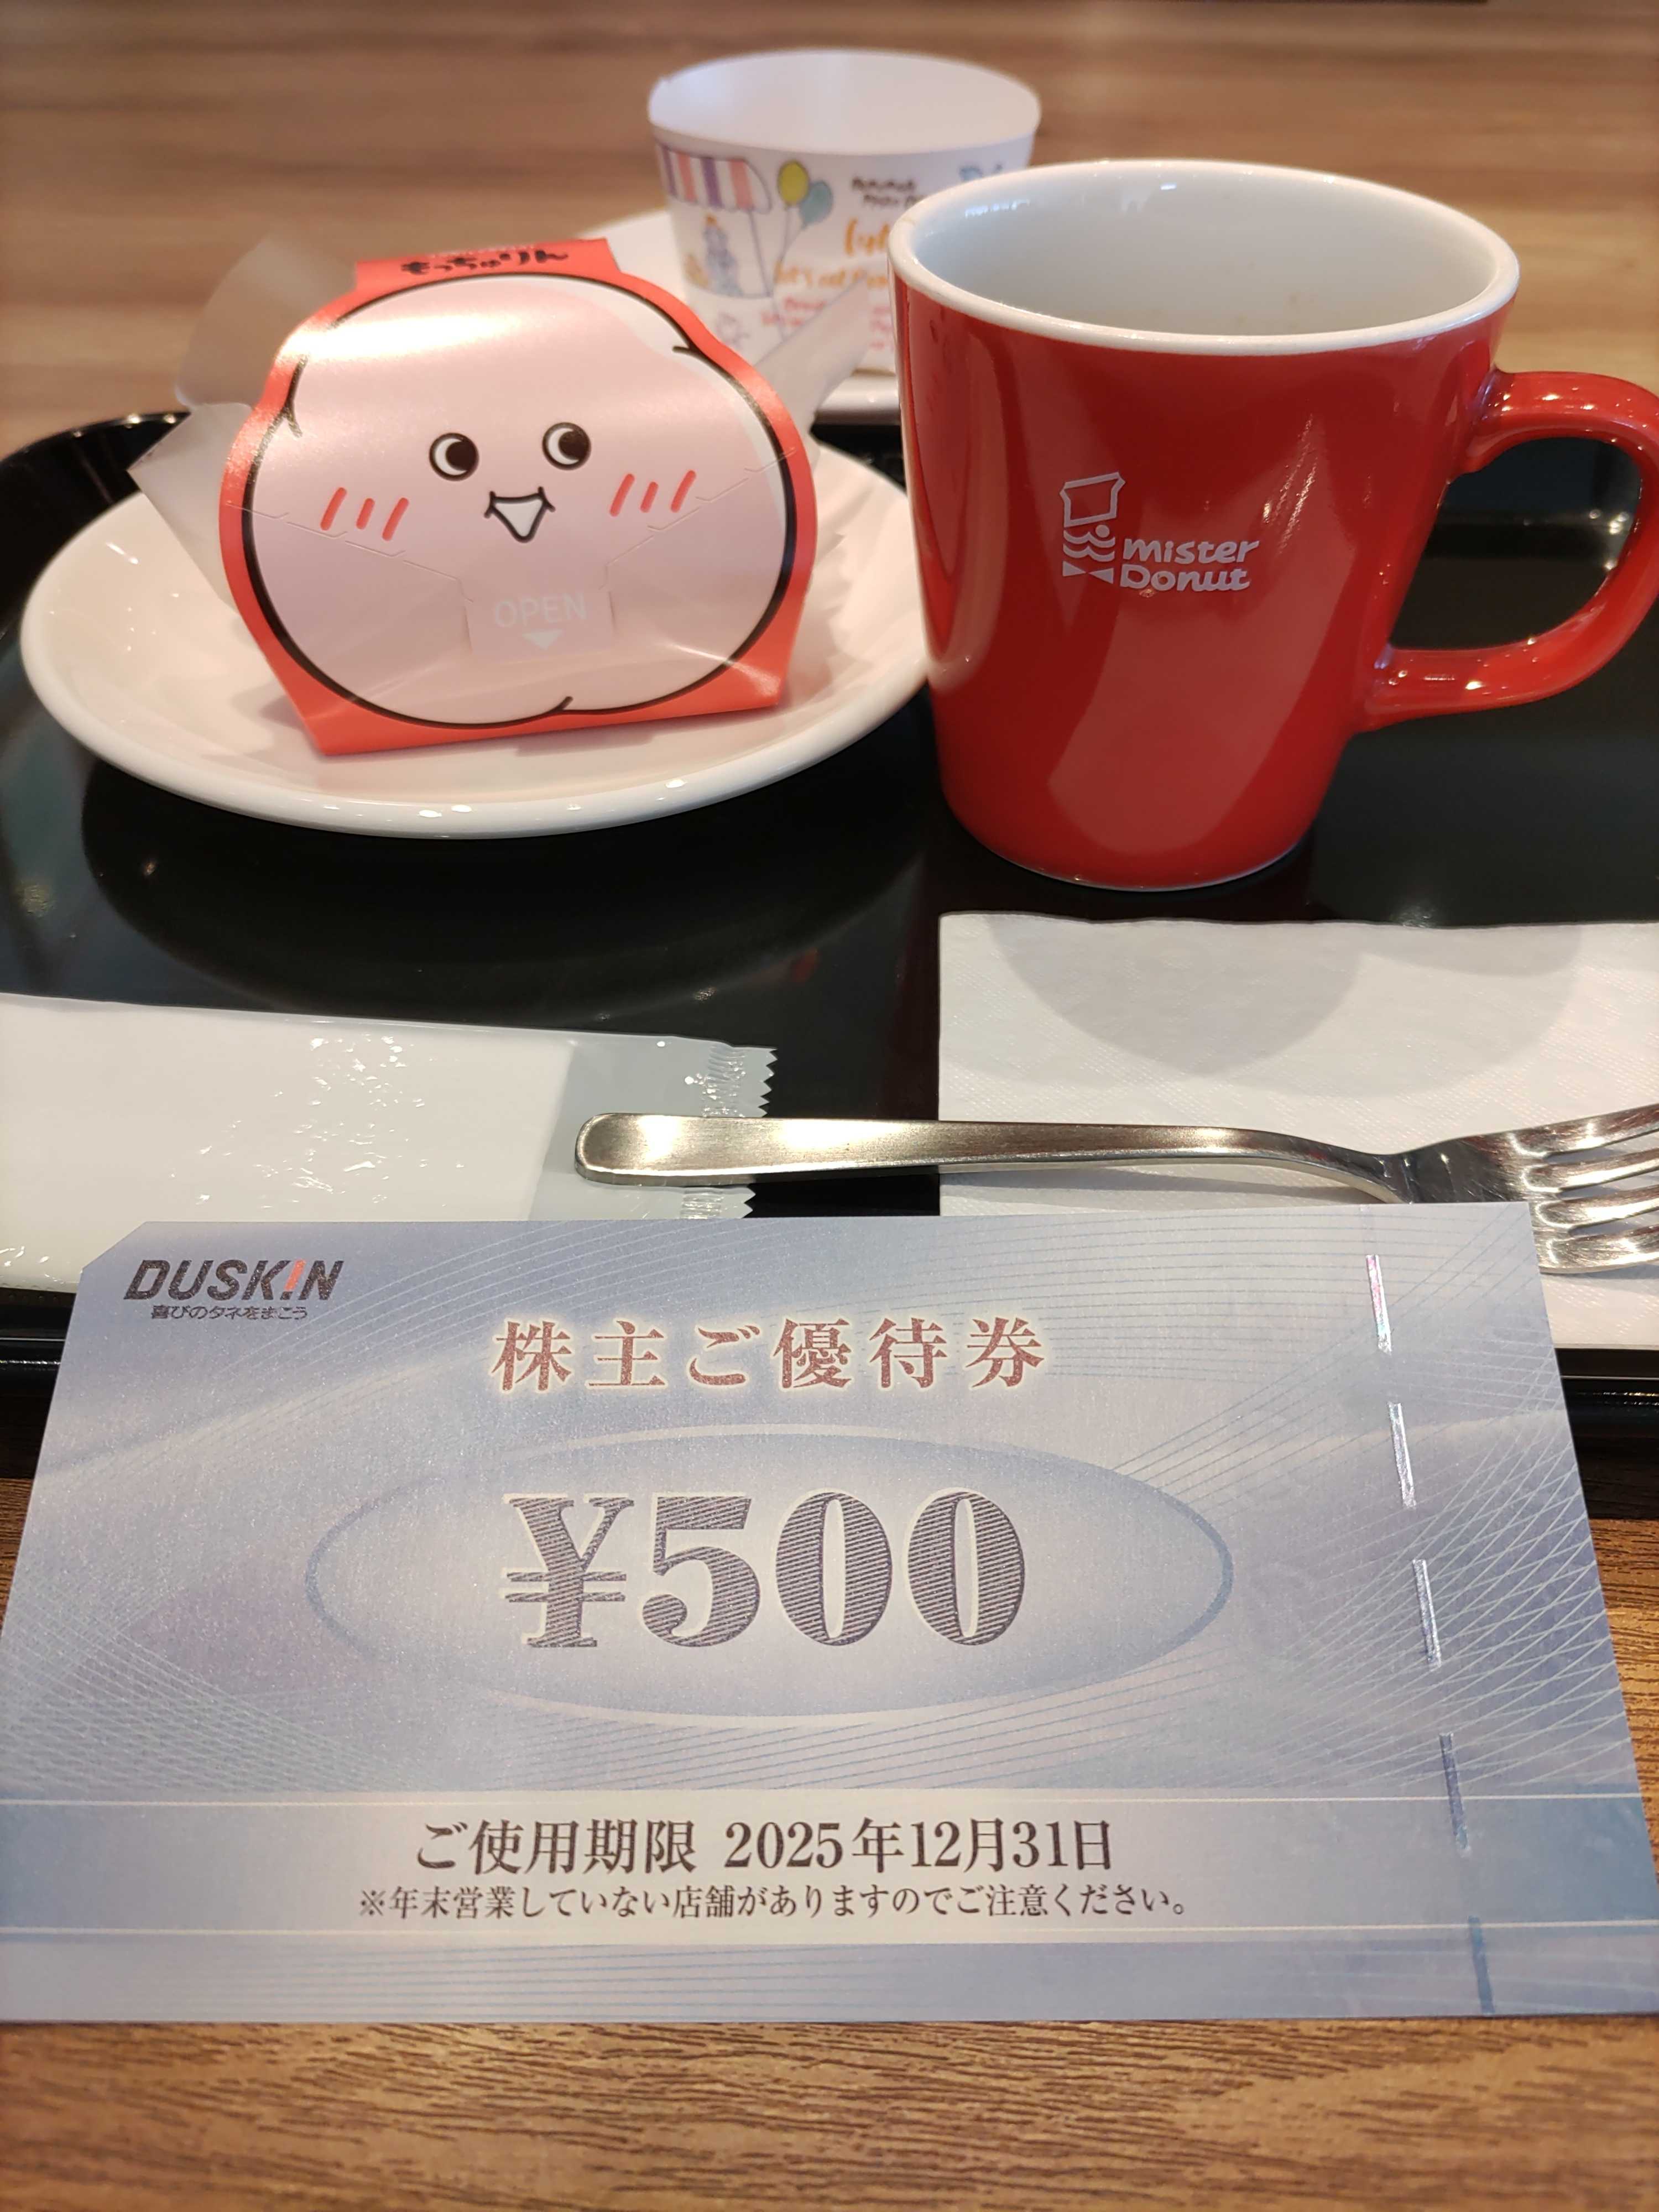 もっちゅりん
OPEN
mister
Donut
DUSKIN
喜びのタネをまこう
株主ご優待券
¥500
ご使用期限 2025年12月31日
※年末営業していない店舗がありますのでご注意ください。